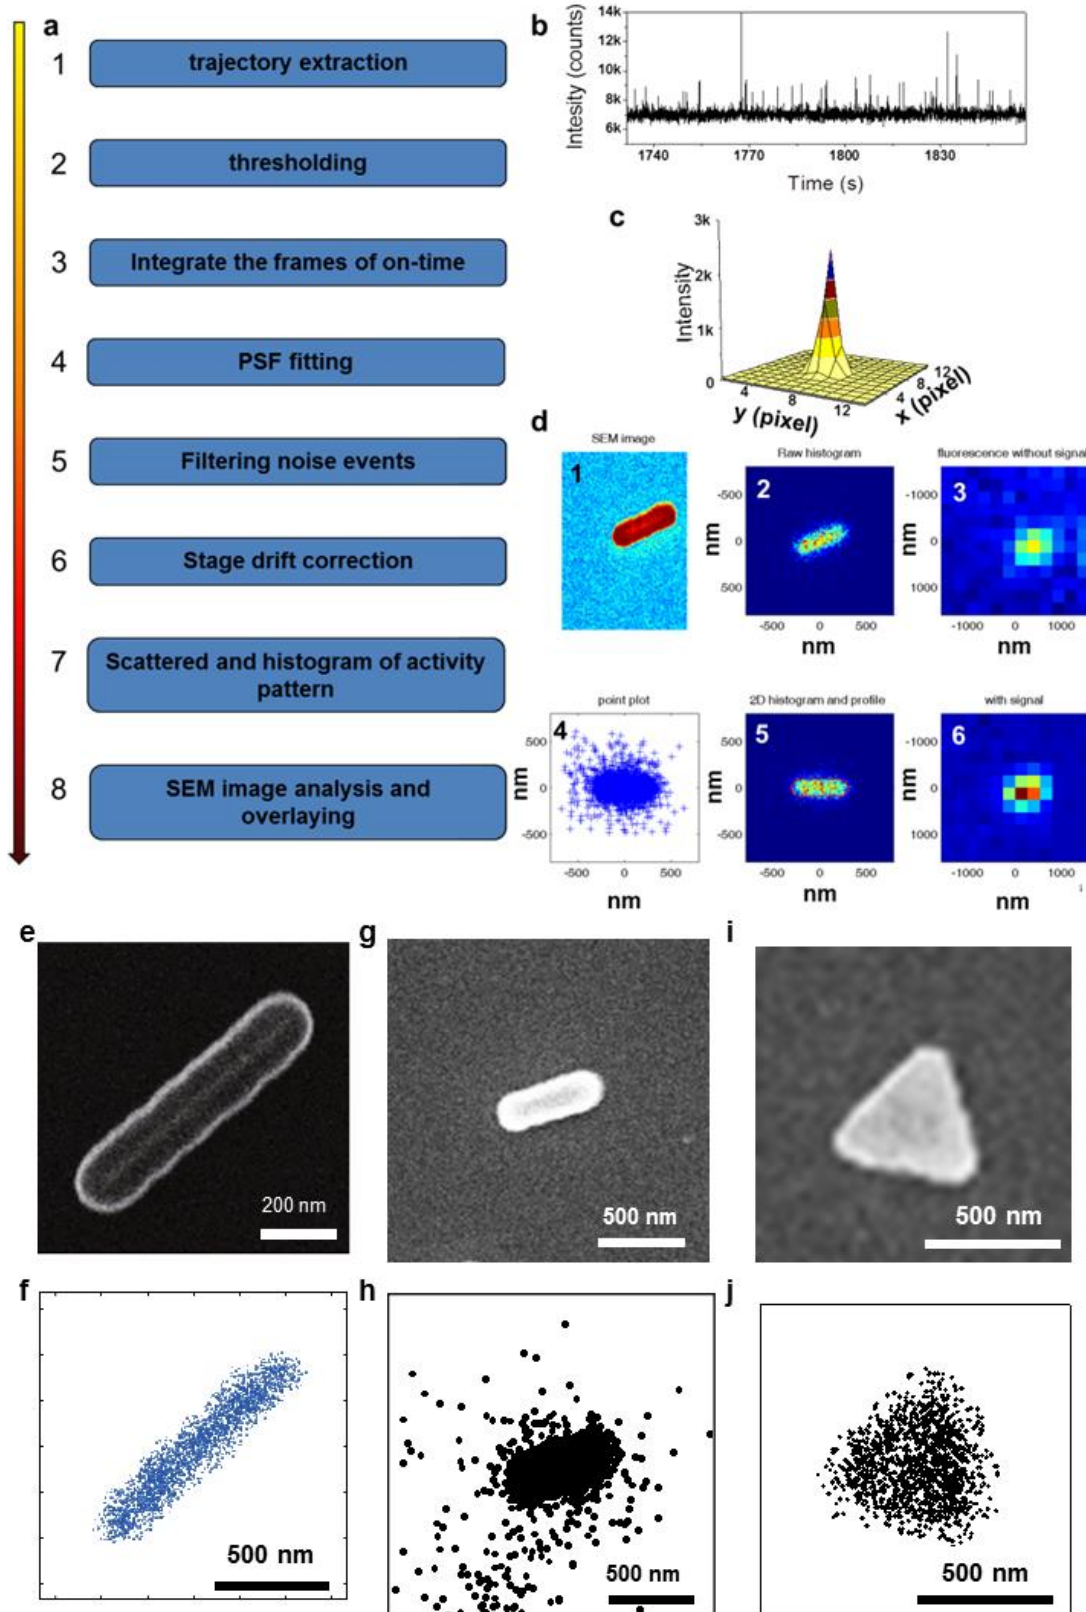 a
1
trajectory extraction
2
thresholding
3
Integrate the frames of on-time
4
PSF fitting
5
Filtering noise events
6
Stage drift correction
7
Scattered and histogram of activity
pattern
8
SEM image analysis and
overlaying
b
Intesity (counts)
14k
12k
10k
8k
6k
1740
1770
1800
1830
Time (s)
c
Intensity
3k
2k
1k
0
4
8
12
y (pixel)
4
8
12
x (pixel)
d
SEM image
1
Raw histogram
2
-500
0
500
nm
-500
0
500
nm
fluorescence without signal
3
-1000
0
1000
nm
-1000
0
1000
nm
point plot
4
500
0
-500
nm
-500
0
500
nm
2D histogram and profile
5
500
0
-500
nm
-500
0
500
nm
with signal
6
-1000
0
1000
nm
-1000
0
1000
nm
e
200 nm
g
500 nm
i
500 nm
f
500 nm
h
500 nm
j
500 nm